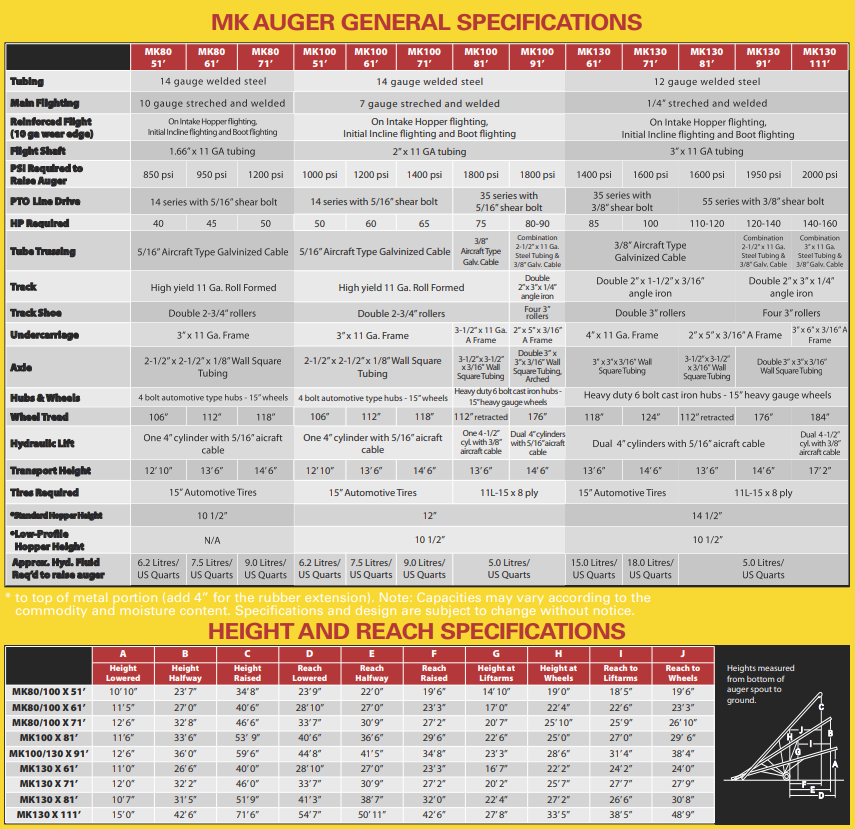 MK AUGER GENERAL SPECIFICATIONS
MK80 51’ MK80 61’ MK80 71’ MK100 51’ MK100 61’ MK100 71’ MK100 81’ MK100 91’ MK130 61’ MK130 71’ MK130 81’ MK130 91’ MK130 111’
Tubing 14 gauge welded steel 14 gauge welded steel 12 gauge welded steel
Main Flighting 10 gauge streched and welded 7 gauge streched and welded 1/4” streched and welded
Reinforced Flight (10 ga wear edge) On Intake Hopper flighting, Initial Incline flighting and Boot flighting On Intake Hopper flighting, Initial Incline flighting and Boot flighting On Intake Hopper flighting, Initial Incline flighting and Boot flighting
Flight Shaft 1.66” x 11 GA tubing 2” x 11 GA tubing 3” x 11 GA tubing
PSI Required to Raise Auger 850 psi 950 psi 1200 psi 1000 psi 1200 psi 1400 psi 1800 psi 1800 psi 1400 psi 1600 psi 1600 psi 1950 psi 2000 psi
PTO Line Drive 14 series with 5/16” shear bolt 14 series with 5/16” shear bolt 35 series with 5/16” shear bolt 35 series with 3/8” shear bolt 55 series with 3/8” shear bolt
HP Required 40 45 50 50 60 65 75 80-90 85 100 110-120 120-140 140-160
Tube Trussing 5/16” Aircraft Type Galvinized Cable 5/16” Aircraft Type Galvinized Cable 3/8” Aircraft Type Galv. Cable Combination 2-1/2” x 11 Ga. Steel Tubing & 3/8” Galv. Cable 3/8” Aircraft Type Galvinized Cable Combination 2-1/2” x 11 Ga. Steel Tubing & 3/8” Galv. Cable Combination 3” x 11 Ga. Steel Tubing & 3/8” Galv. Cable
Track High yield 11 Ga. Roll Formed High yield 11 Ga. Roll Formed Double 2” x 3” x 1/4” angle iron Double 2” x 1-1/2” x 3/16” angle iron Double 2” x 3” x 1/4” angle iron
Track Shoe Double 2-3/4” rollers Double 2-3/4” rollers Four 3” rollers Double 3” rollers Four 3” rollers
Undercarriage 3” x 11 Ga. Frame 3” x 11 Ga. Frame 3-1/2” x 11 Ga. A Frame 2” x 5” x 3/16” A Frame 4” x 11 Ga. Frame 2” x 5” x 3/16” A Frame 3” x 6” x 3/16” A Frame
Axle 2-1/2” x 2-1/2” x 1/8” Wall Square Tubing 2-1/2” x 2-1/2” x 1/8” Wall Square Tubing 3-1/2” x 3-1/2” x 3/16” Wall Square Tubing Double 3” x 3” x 3/16” Wall Square Tubing, Arched 3” x 3” x 3/16” Wall Square Tubing 3-1/2” x 3-1/2” x 3/16” Wall Square Tubing Double 3” x 3” x 3/16” Wall Square Tubing
Hubs & Wheels 4 bolt automotive type hubs - 15” wheels 4 bolt automotive type hubs - 15” wheels Heavy duty 6 bolt cast iron hubs - 15” heavy gauge wheels Heavy duty 6 bolt cast iron hubs - 15” heavy gauge wheels
Wheel Tread 106” 112” 118” 106” 112” 118” 112” retracted 176” 118” 124” 112” retracted 176” 184”
Hydraulic Lift One 4” cylinder with 5/16” aicraft cable One 4” cylinder with 5/16” aicraft cable One 4-1/2” cyl. with 3/8” aircraft cable Dual 4” cylinders with 5/16” aicraft cable Dual 4” cylinders with 5/16” aicraft cable Dual 4-1/2” cyl. with 3/8” aircraft cable
Transport Height 12’ 10” 13’ 6” 14’ 6” 12’ 10” 13’ 6” 14’ 6” 13’ 6” 14’ 6” 13’ 6” 14’ 6” 13’ 6” 14’ 6” 17’ 2”
Tires Required 15” Automotive Tires 15” Automotive Tires 11L-15 x 8 ply 15” Automotive Tires 11L-15 x 8 ply
*Standard Hopper Height 10 1/2” 12” 14 1/2”
*Low-Profile Hopper Height N/A 10 1/2” 10 1/2”
Approx. Hyd. Fluid Req’d to raise auger 6.2 Litres/ US Quarts 7.5 Litres/ US Quarts 9.0 Litres/ US Quarts 6.2 Litres/ US Quarts 7.5 Litres/ US Quarts 9.0 Litres/ US Quarts 5.0 Litres/ US Quarts 15.0 Litres/ US Quarts 18.0 Litres/ US Quarts 5.0 Litres/ US Quarts
* to top of metal portion (add 4” for the rubber extension). Note: Capacities may vary according to the
commodity and moisture content. Specifications and design are subject to change without notice.
HEIGHT AND REACH SPECIFICATIONS
A B C D E F G H I J
Height Lowered Height Halfway Height Raised Reach Lowered Reach Halfway Reach Raised Height at Liftarms Height at Wheels Reach to Liftarms Reach to Wheels
MK80/100 X 51’ 10’ 10” 23’7” 34’ 8” 23’9” 22’ 0” 19’6” 14’ 10” 19’0” 18’ 5” 19’ 6”
MK80/100 X 61’ 11’ 5” 27’0” 40’ 6” 28’ 10” 27’0” 23’3” 17’0” 22’4” 22’6” 23’ 3”
MK80/100 X 71’ 12’ 6” 32’8” 46’ 6” 33’7” 30’9” 27’2” 20’7” 25’ 10” 25’9” 26’ 10”
MK100 X 81’ 11’ 6” 33’6” 53’ 9” 40’6” 36’6” 29’6” 22’6” 25’0” 27’ 6” 29’ 6”
MK100/130 X 91’ 12’ 6” 36’0” 59’ 6” 44’ 8” 41’ 5” 34’8” 23’3” 28’6” 31’ 4” 38’ 4”
MK130 X 61’ 11’ 0” 26’6” 40’ 0” 28’ 10” 27’0” 23’3” 16’7” 22’2” 24’ 2” 24’ 0”
MK130 X 71’ 12’ 0” 32’2” 46’ 0” 33’7” 30’9” 27’2” 20’ 2” 25’7” 27’7” 27’ 9”
MK130 X 81’ 10’ 7” 31’5” 51’ 9” 41’3” 38’7” 32’0” 22’4” 27’2” 26’6” 30’ 8”
MK130 X 111’ 15’ 0” 42’6” 71’6” 54’7” 50’ 11” 42’6” 27’8” 33’5” 38’5” 48’ 9”
Heights measured
from bottom of
auger spout to
ground.
C
J
B
H
I
G
A
F
E
D